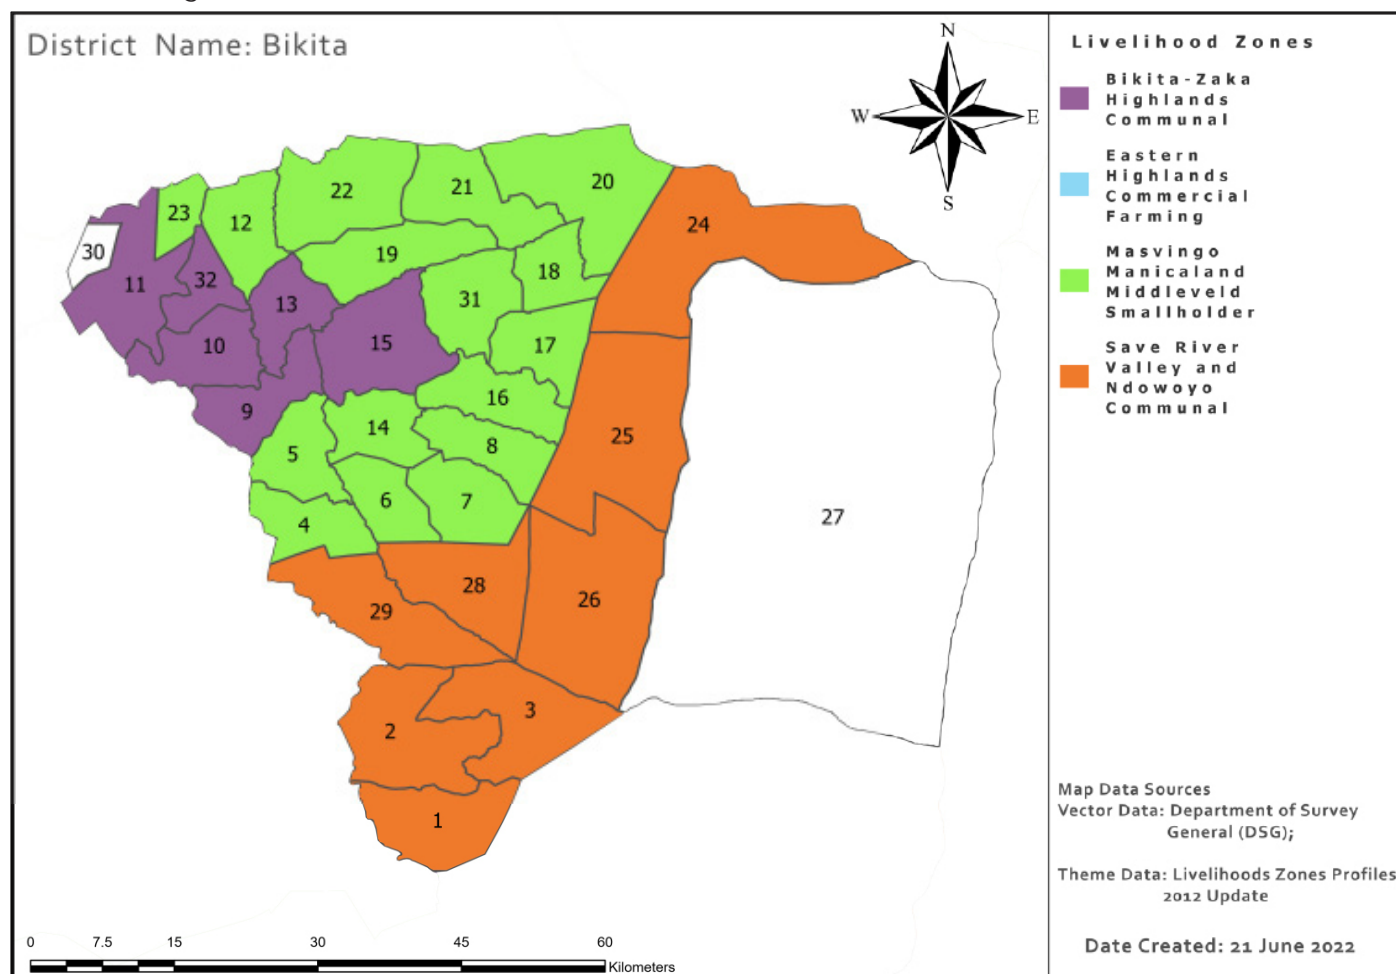 District Name: Bikita
N
W
E
S
22
21
20
23
12
24
30
19
11
32
13
31
18
10
15
17
9
16
14
8
25
5
6
7
4
27
28
26
29
3
2
1
0
7.5
15
30
45
60
Kilometers
Livelihood Zones
Bikita-Zaka
Highlands
Communal
Eastern
Highlands
Commercial
Farming
Masvingo
Manicaland
Middleveld
Smallholder
Save River
Valley and
Ndowoyo
Communal
Map Data Sources
Vector Data: Department of Survey
General (DSG);
Theme Data: Livelihoods Zones Profiles
2012 Update
Date Created: 21 June 2022